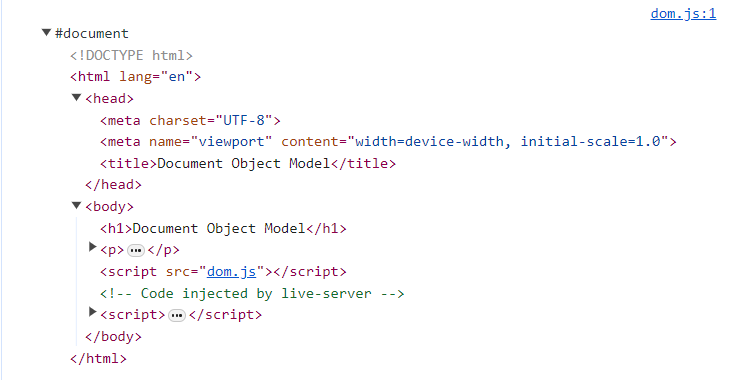 dom.js:1
#document
<!DOCTYPE html>
<html lang="en">
<head>
<meta charset="UTF-8">
<meta name="viewport" content="width=device-width, initial-scale=1.0">
<title>Document Object Model</title>
</head>
<body>
<h1>Document Object Model</h1>
<p>…</p>
<script src="dom.js"></script>
<!-- Code injected by live-server -->
<script>…</script>
</body>
</html>